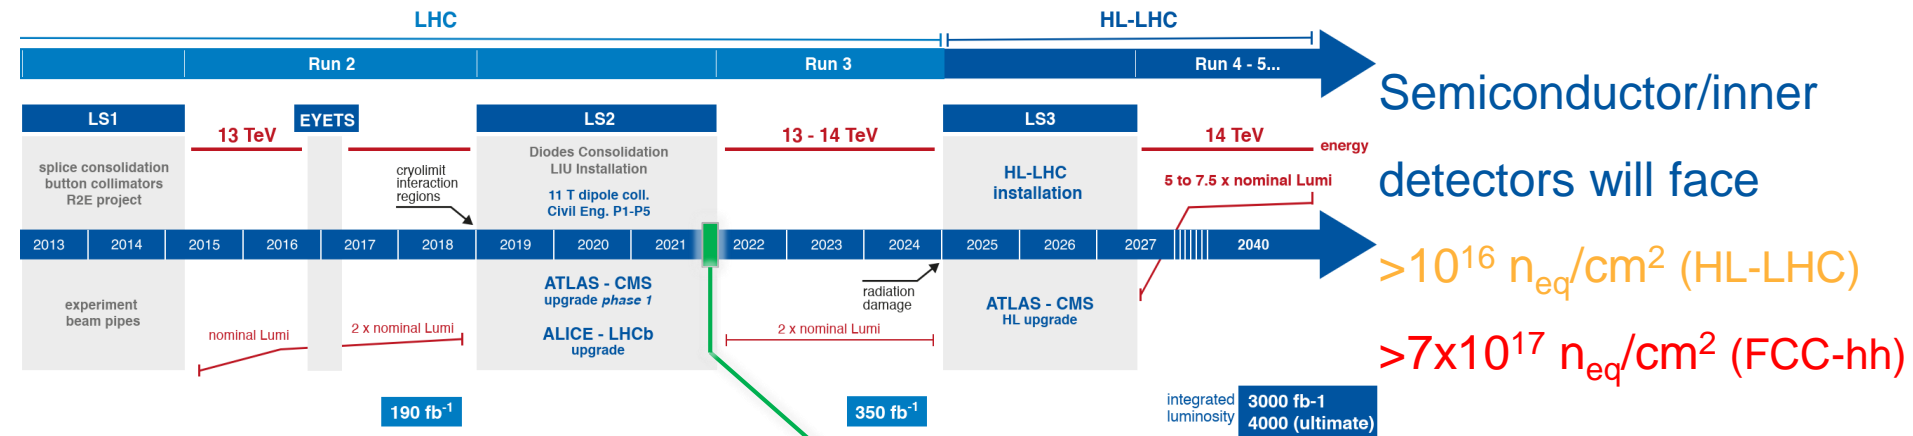 LHC
HL-LHC
Run 2
Run 3
Run 4 - 5...
LS1
EYETS
LS2
LS3
13 TeV
13 - 14 TeV
14 TeV
energy
splice consolidation
button collimators
R2E project
cryolimit
interaction
regions
Diodes Consolidation
LIU Installation
11 T dipole coll.
Civil Eng. P1-P5
HL-LHC
installation
5 to 7.5 x nominal Lumi
2013
2014
2015
2016
2017
2018
2019
2020
2021
2022
2023
2024
2025
2026
2027
2040
experiment
beam pipes
nominal Lumi
2 x nominal Lumi
ATLAS - CMS
upgrade phase 1
ALICE - LHCb
upgrade
2 x nominal Lumi
radiation
damage
ATLAS - CMS
HL upgrade
190 fb⁻¹
350 fb⁻¹
integrated
luminosity
3000 fb-1
4000 (ultimate)
Semiconductor/inner
detectors will face
>10¹⁶ n_eq/cm² (HL-LHC)
>7x10¹⁷ n_eq/cm² (FCC-hh)